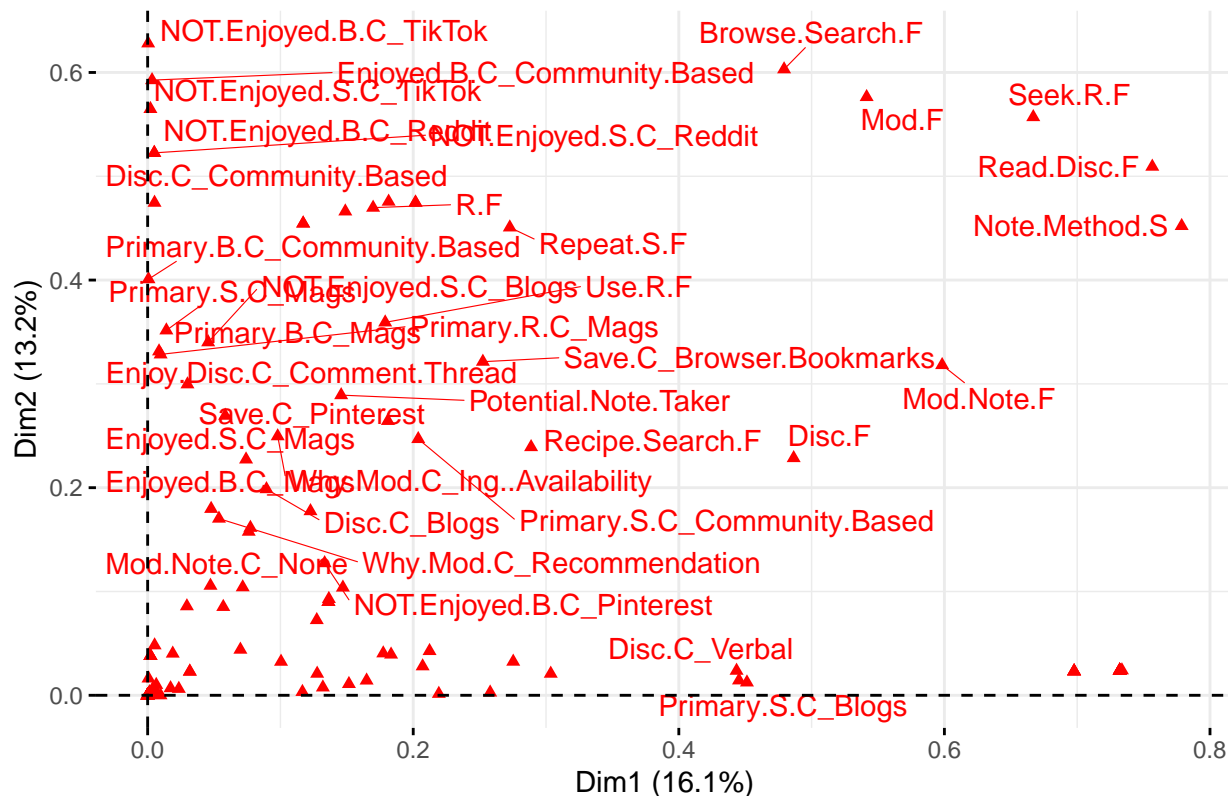 NOT.Enjoyed.B.C_TikTok
Browse.Search.F
Enjoyed.B.C_Community.Based
0.6
NOT.Enjoyed.S.C_TikTok
Seek.R.F
Mod.F
NOT.Enjoyed.B.C_Reddit
NOT.Enjoyed.S.C_Reddit
Read.Disc.F
Disc.C_Community.Based
R.F
Note.Method.S
Repeat.S.F
Primary.B.C_Community.Based
0.4
Primary.S.C_Mags
NOT.Enjoyed.S.C_Blogs
Use.R.F
Primary.B.C_Mags
Primary.R.C_Mags
Save.C_Browser.Bookmarks
Enjoy.Disc.C_Comment.Thread
Potential.Note.Taker
Mod.Note.F
Save.C_Pinterest
Enjoyed.S.C_Mags
Recipe.Search.F
Disc.F
Enjoyed.B.C_Mags
Why.Mod.C_Ing..Availability
0.2
Disc.C_Blogs
Primary.S.C_Community.Based
Mod.Note.C_None
Why.Mod.C_Recommendation
NOT.Enjoyed.B.C_Pinterest
Disc.C_Verbal
0.0
Primary.S.C_Blogs
0.0
0.2
0.4
0.6
0.8
Dim1 (16.1%)
Dim2 (13.2%)